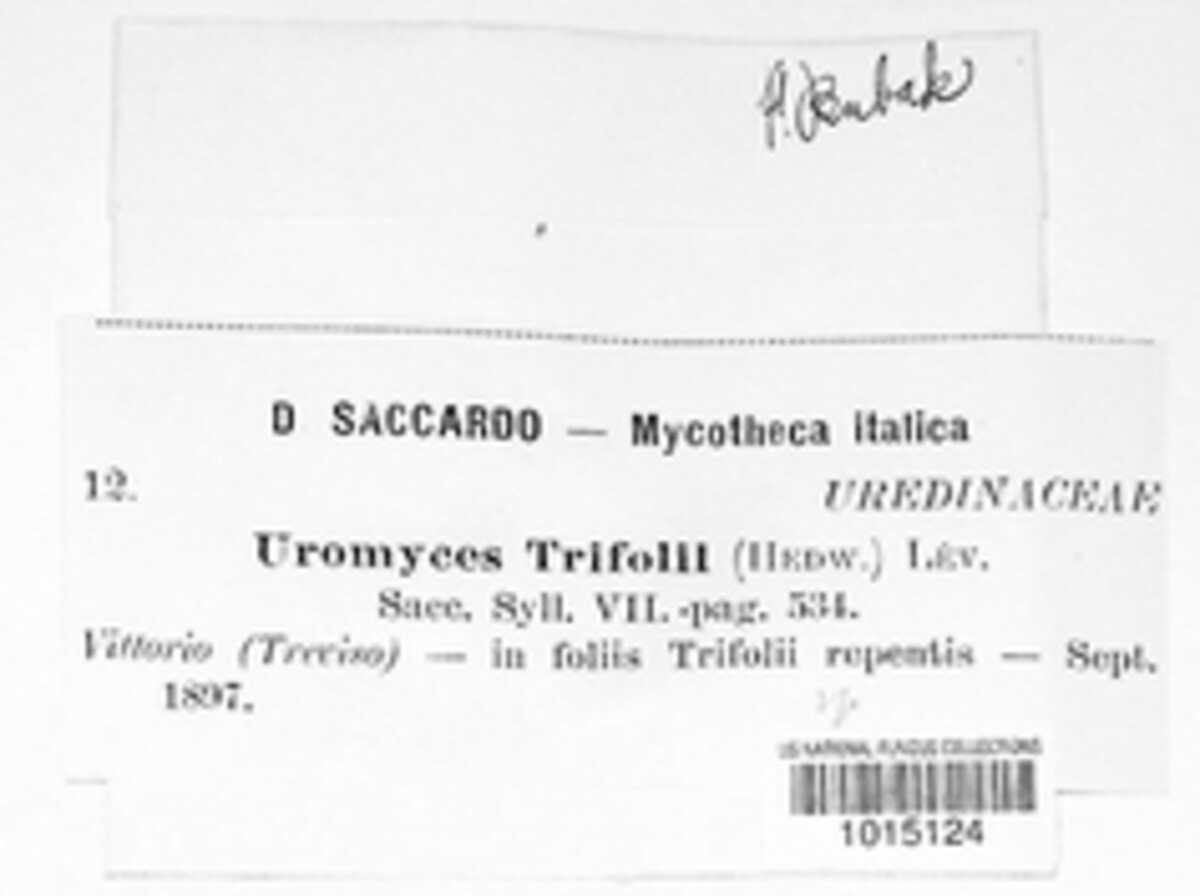 D SACCARDO — Mycotheca italica
12.
UREDINACEAE
Uromyces Trifolii (HEDW.) LÉV.
Sacc. Syll. VII. -pag. 534.
Vittorio (Treviso) — in foliis Trifolii repentis — Sept.
1897.
US NATIONAL FUNGUS COLLECTIONS
1015124